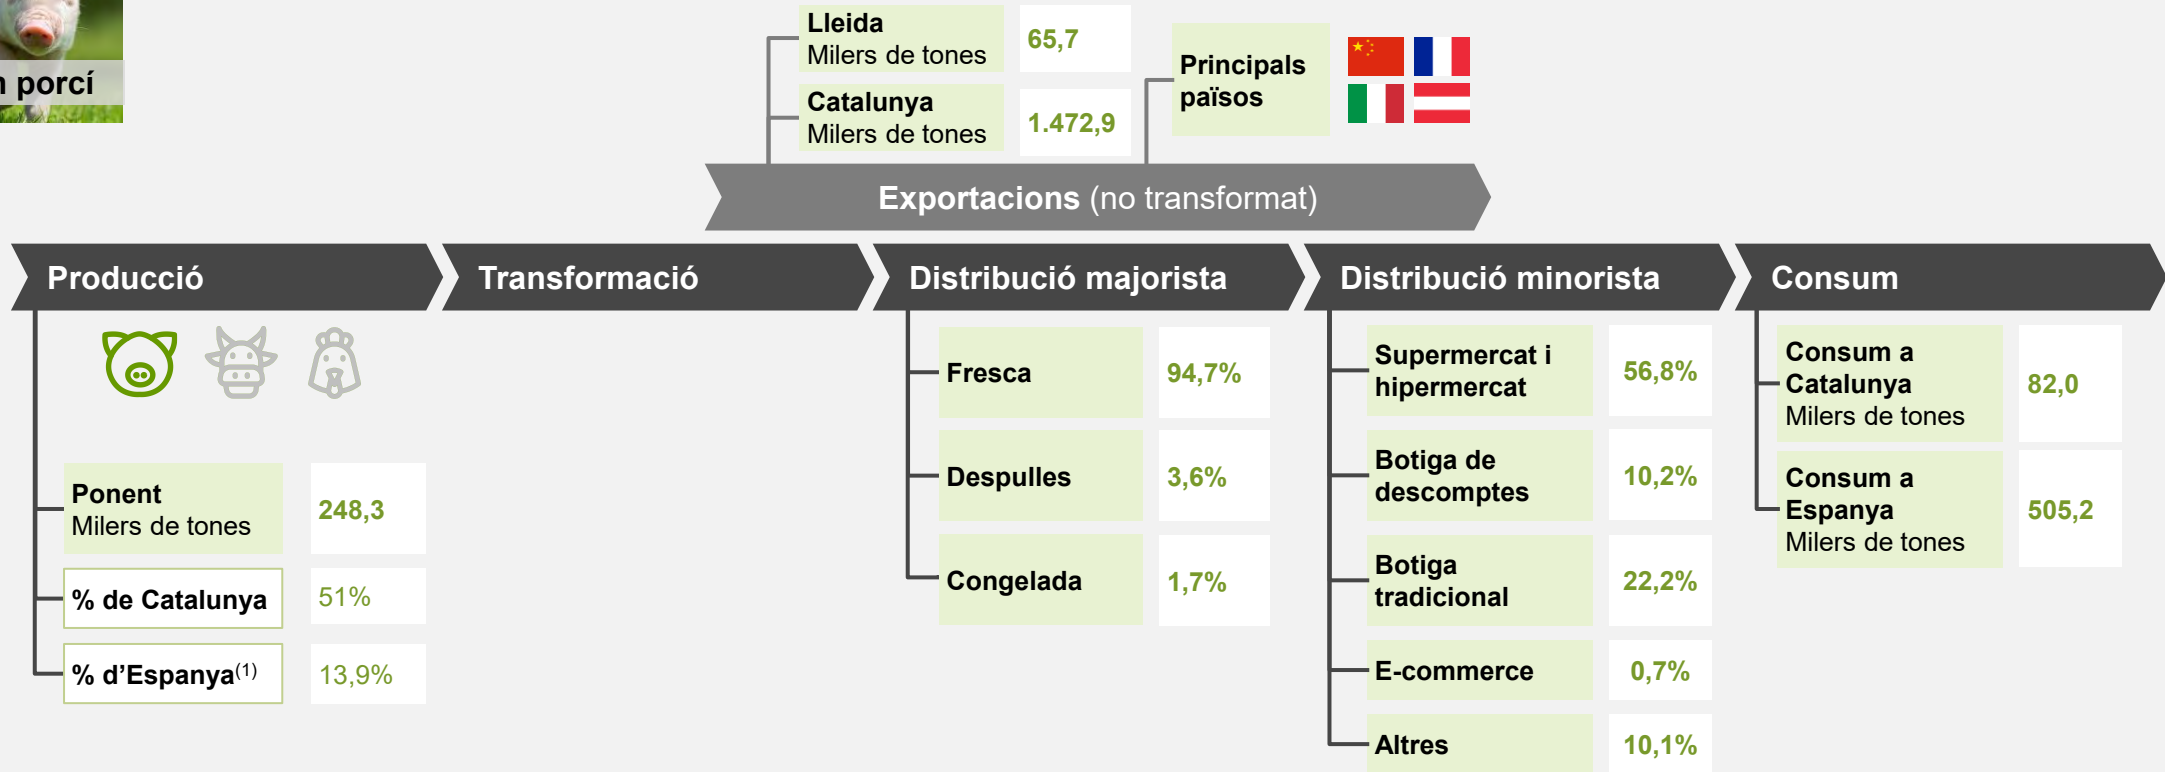 porcí
Lleida
Milers de tones
65,7
Catalunya
Milers de tones
1.472,9
Principals
països
Exportacions (no transformat)
Producció
Transformació
Distribució majorista
Distribució minorista
Consum
Ponent
Milers de tones
248,3
% de Catalunya
51%
% d’Espanya(1)
13,9%
Fresca
94,7%
Despulles
3,6%
Congelada
1,7%
Supermercat i
hipermercat
56,8%
Botiga de
descomptes
10,2%
Botiga
tradicional
22,2%
E-commerce
0,7%
Altres
10,1%
Consum a
Catalunya
Milers de tones
82,0
Consum a
Espanya
Milers de tones
505,2